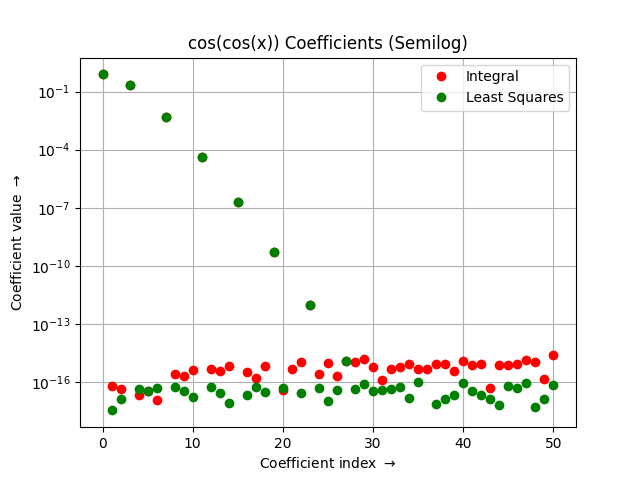 cos(cos(x)) Coefficients (Semilog)
Integral
Least Squares
Coefficient value →
10⁻¹
10⁻⁴
10⁻⁷
10⁻¹⁰
10⁻¹³
10⁻¹⁶
0 10 20 30 40 50
Coefficient index →